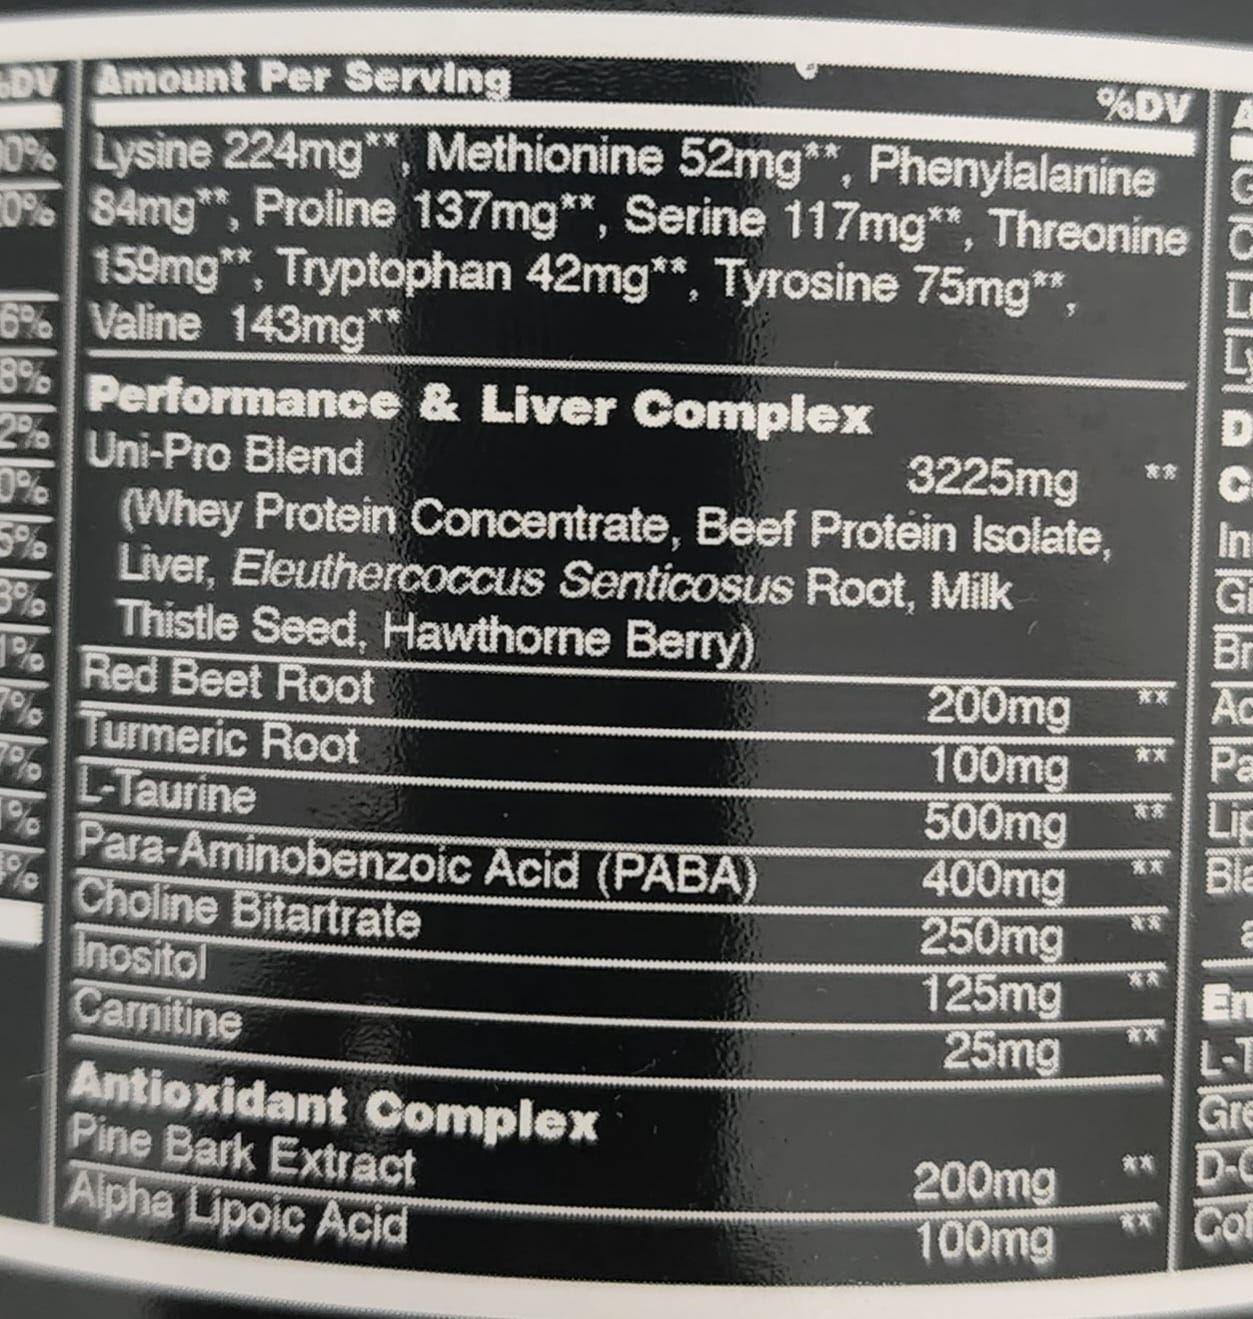 %DV
Amount Per Serving
%DV
Lysine 224mg**, Methionine 52mg**, Phenylalanine
84mg**, Proline 137mg**, Serine 117mg**, Threonine
159mg**, Tryptophan 42mg**, Tyrosine 75mg**,
Valine 143mg**
Performance & Liver Complex
Uni-Pro Blend 3225mg **
(Whey Protein Concentrate, Beef Protein Isolate,
Liver, Eleuthercoccus Senticosus Root, Milk
Thistle Seed, Hawthorne Berry)
Red Beet Root 200mg **
Turmeric Root 100mg **
L-Taurine 500mg **
Para-Aminobenzoic Acid (PABA) 400mg **
Choline Bitartrate 250mg **
Inositol 125mg **
Carnitine 25mg **
Antioxidant Complex
Pine Bark Extract 200mg **
Alpha Lipoic Acid 100mg **